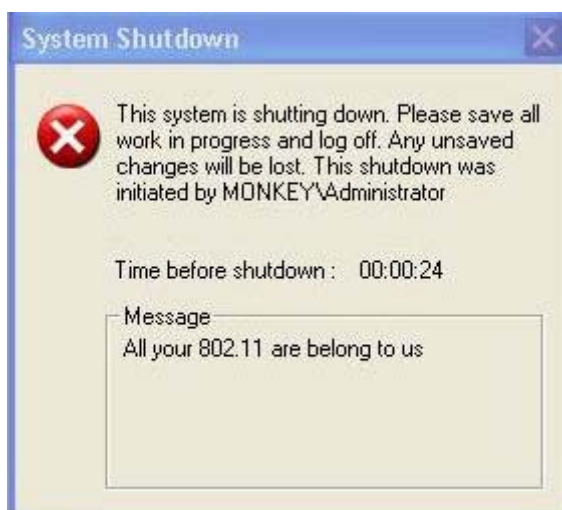 System Shutdown
This system is shutting down. Please save all
work in progress and log off. Any unsaved
changes will be lost. This shutdown was
initiated by MONKEY\Administrator
Time before shutdown : 00:00:24
Message
All your 802.11 are belong to us